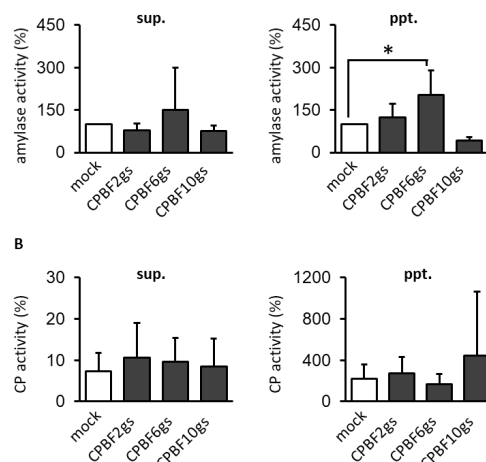 sup.
amylase activity (%)
450
300
150
0
mock
CPBF2gs
CPBF6gs
CPBF10gs
ppt.
amylase activity (%)
450
300
150
0
*
mock
CPBF2gs
CPBF6gs
CPBF10gs
B
sup.
CP activity (%)
30
20
10
0
mock
CPBF2gs
CPBF6gs
CPBF10gs
ppt.
CP activity (%)
1200
800
400
0
mock
CPBF2gs
CPBF6gs
CPBF10gs